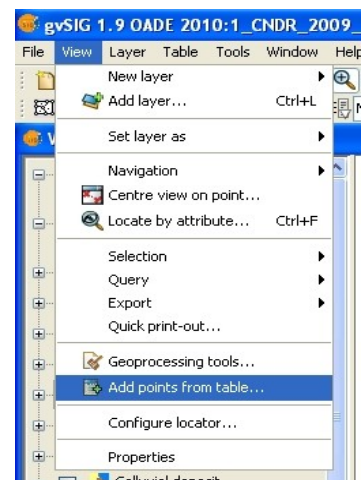 gvSIG 1.9 OADE 2010:1_CNDR_2009_
File View Layer Table Tools Window Help
New layer
Add layer... Ctrl+L
Set layer as
Navigation
Centre view on point...
Locate by attribute... Ctrl+F
Selection
Query
Export
Quick print-out...
Geoprocessing tools...
Add points from table...
Configure locator...
Properties